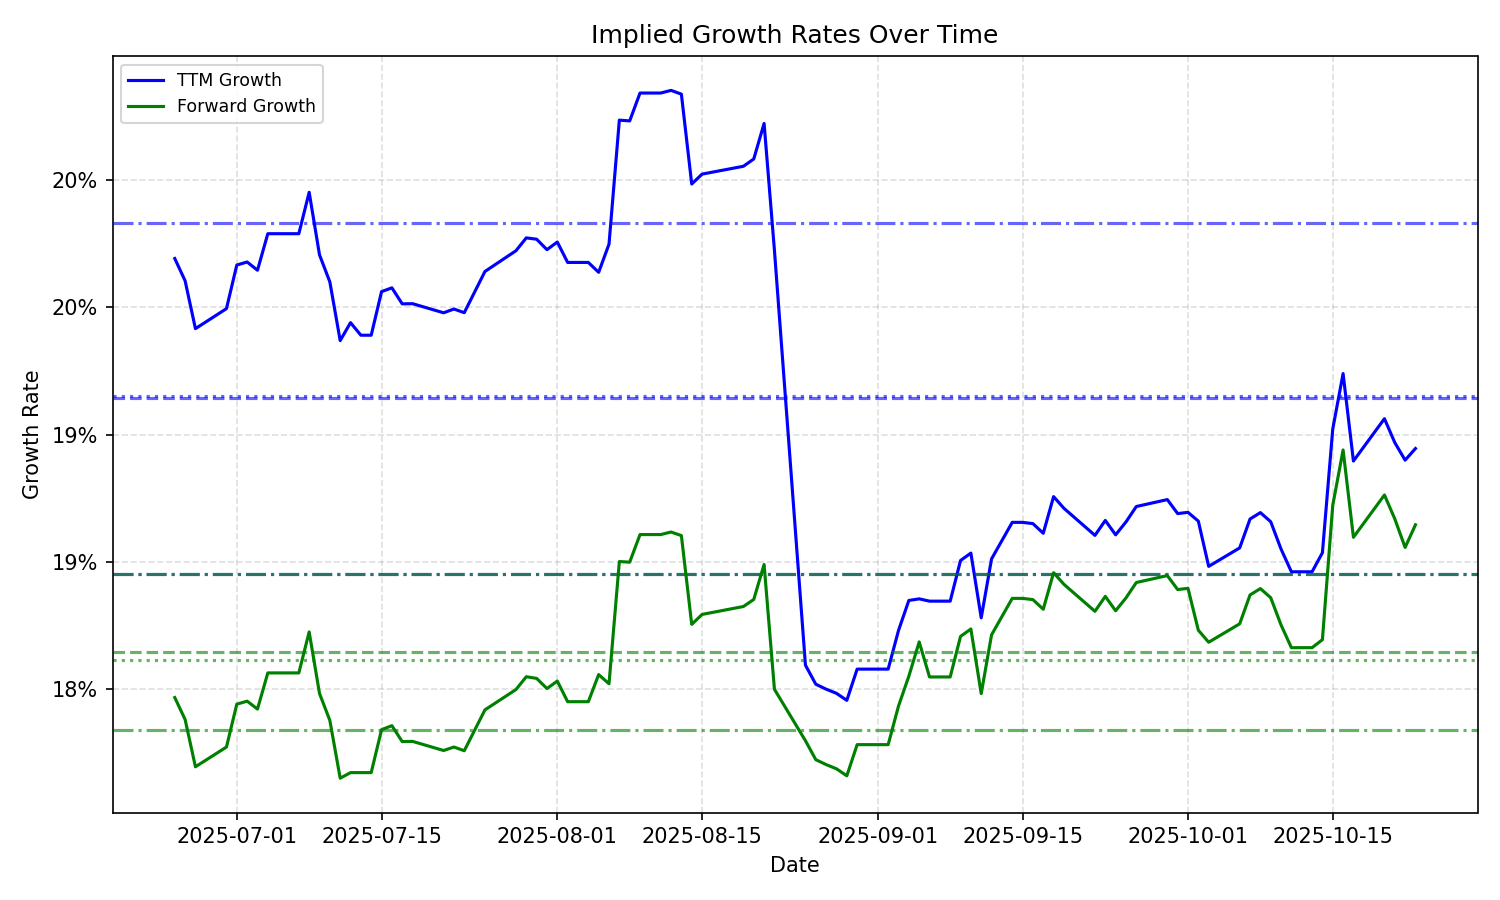 Implied Growth Rates Over Time
TTM Growth
Forward Growth
20%
20%
19%
19%
18%
Growth Rate
2025-07-01 2025-07-15 2025-08-01 2025-08-15 2025-09-01 2025-09-15 2025-10-01 2025-10-15
Date